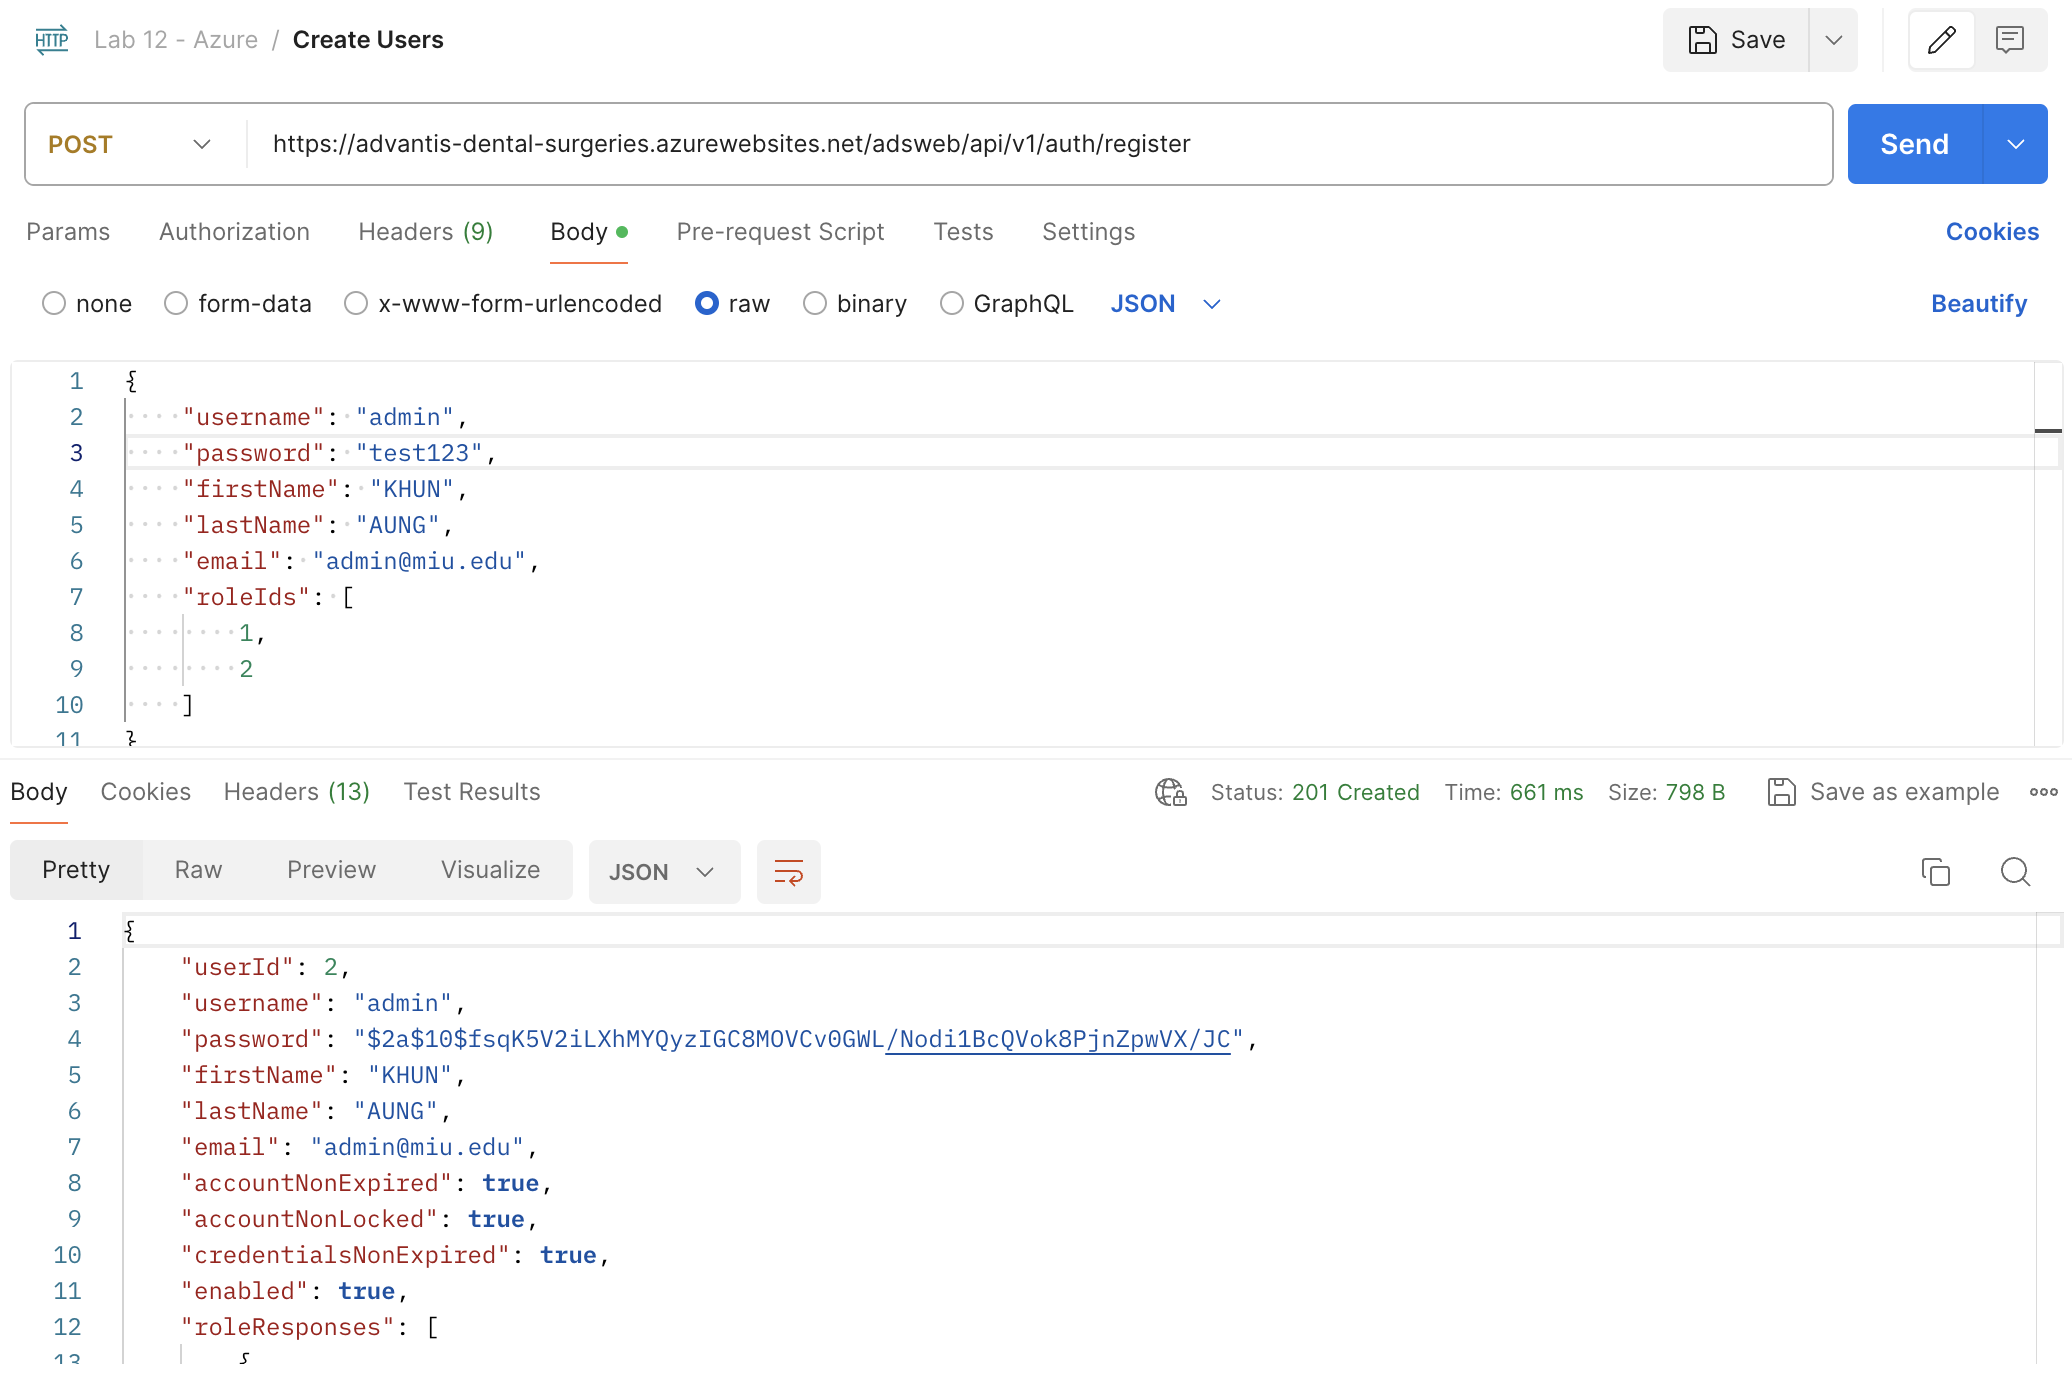 HTTP Lab 12 - Azure / Create Users Save
POST https://advantis-dental-surgeries.azurewebsites.net/adsweb/api/v1/auth/register Send
Params Authorization Headers (9) Body Pre-request Script Tests Settings Cookies
none form-data x-www-form-urlencoded raw binary GraphQL JSON Beautify
1 {
2 "username": "admin",
3 "password": "test123",
4 "firstName": "KHUN",
5 "lastName": "AUNG",
6 "email": "admin@miu.edu",
7 "roleIds": [
8 1,
9 2
10 ]
11 }
Body Cookies Headers (13) Test Results Status: 201 Created Time: 661 ms Size: 798 B Save as example
Pretty Raw Preview Visualize JSON
1 {
2 "userId": 2,
3 "username": "admin",
4 "password": "$2a$10$fsqK5V2iLXhMYQyzIGC8MOVCv0GWL/Nodi1BcQVok8PjnZpwVX/JC",
5 "firstName": "KHUN",
6 "lastName": "AUNG",
7 "email": "admin@miu.edu",
8 "accountNonExpired": true,
9 "accountNonLocked": true,
10 "credentialsNonExpired": true,
11 "enabled": true,
12 "roleResponses": [
13 {